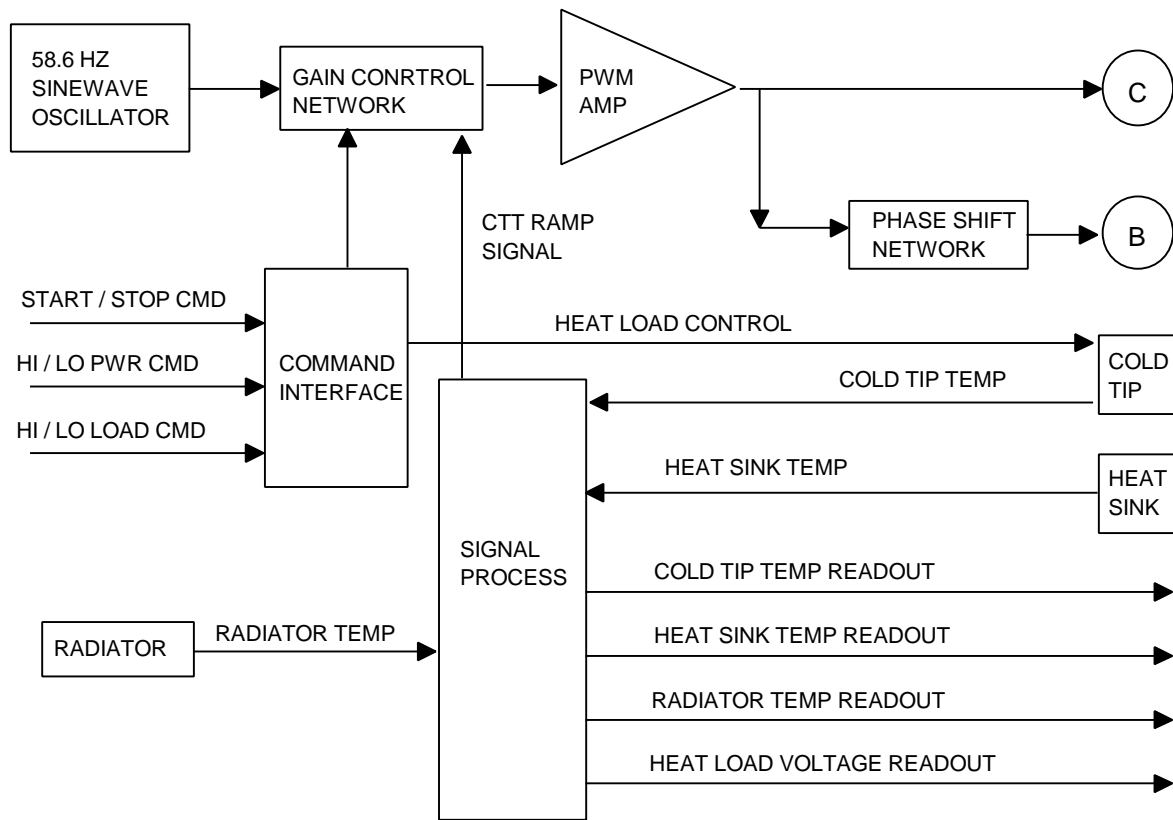 58.6 HZ
SINEWAVE
OSCILLATOR
GAIN CONRTROL
NETWORK
PWM
AMP
C
CTT RAMP
SIGNAL
PHASE SHIFT
NETWORK
B
START / STOP CMD
HI / LO PWR CMD
HI / LO LOAD CMD
COMMAND
INTERFACE
HEAT LOAD CONTROL
COLD TIP TEMP
COLD
TIP
HEAT SINK TEMP
HEAT
SINK
SIGNAL
PROCESS
COLD TIP TEMP READOUT
RADIATOR
RADIATOR TEMP
HEAT SINK TEMP READOUT
RADIATOR TEMP READOUT
HEAT LOAD VOLTAGE READOUT